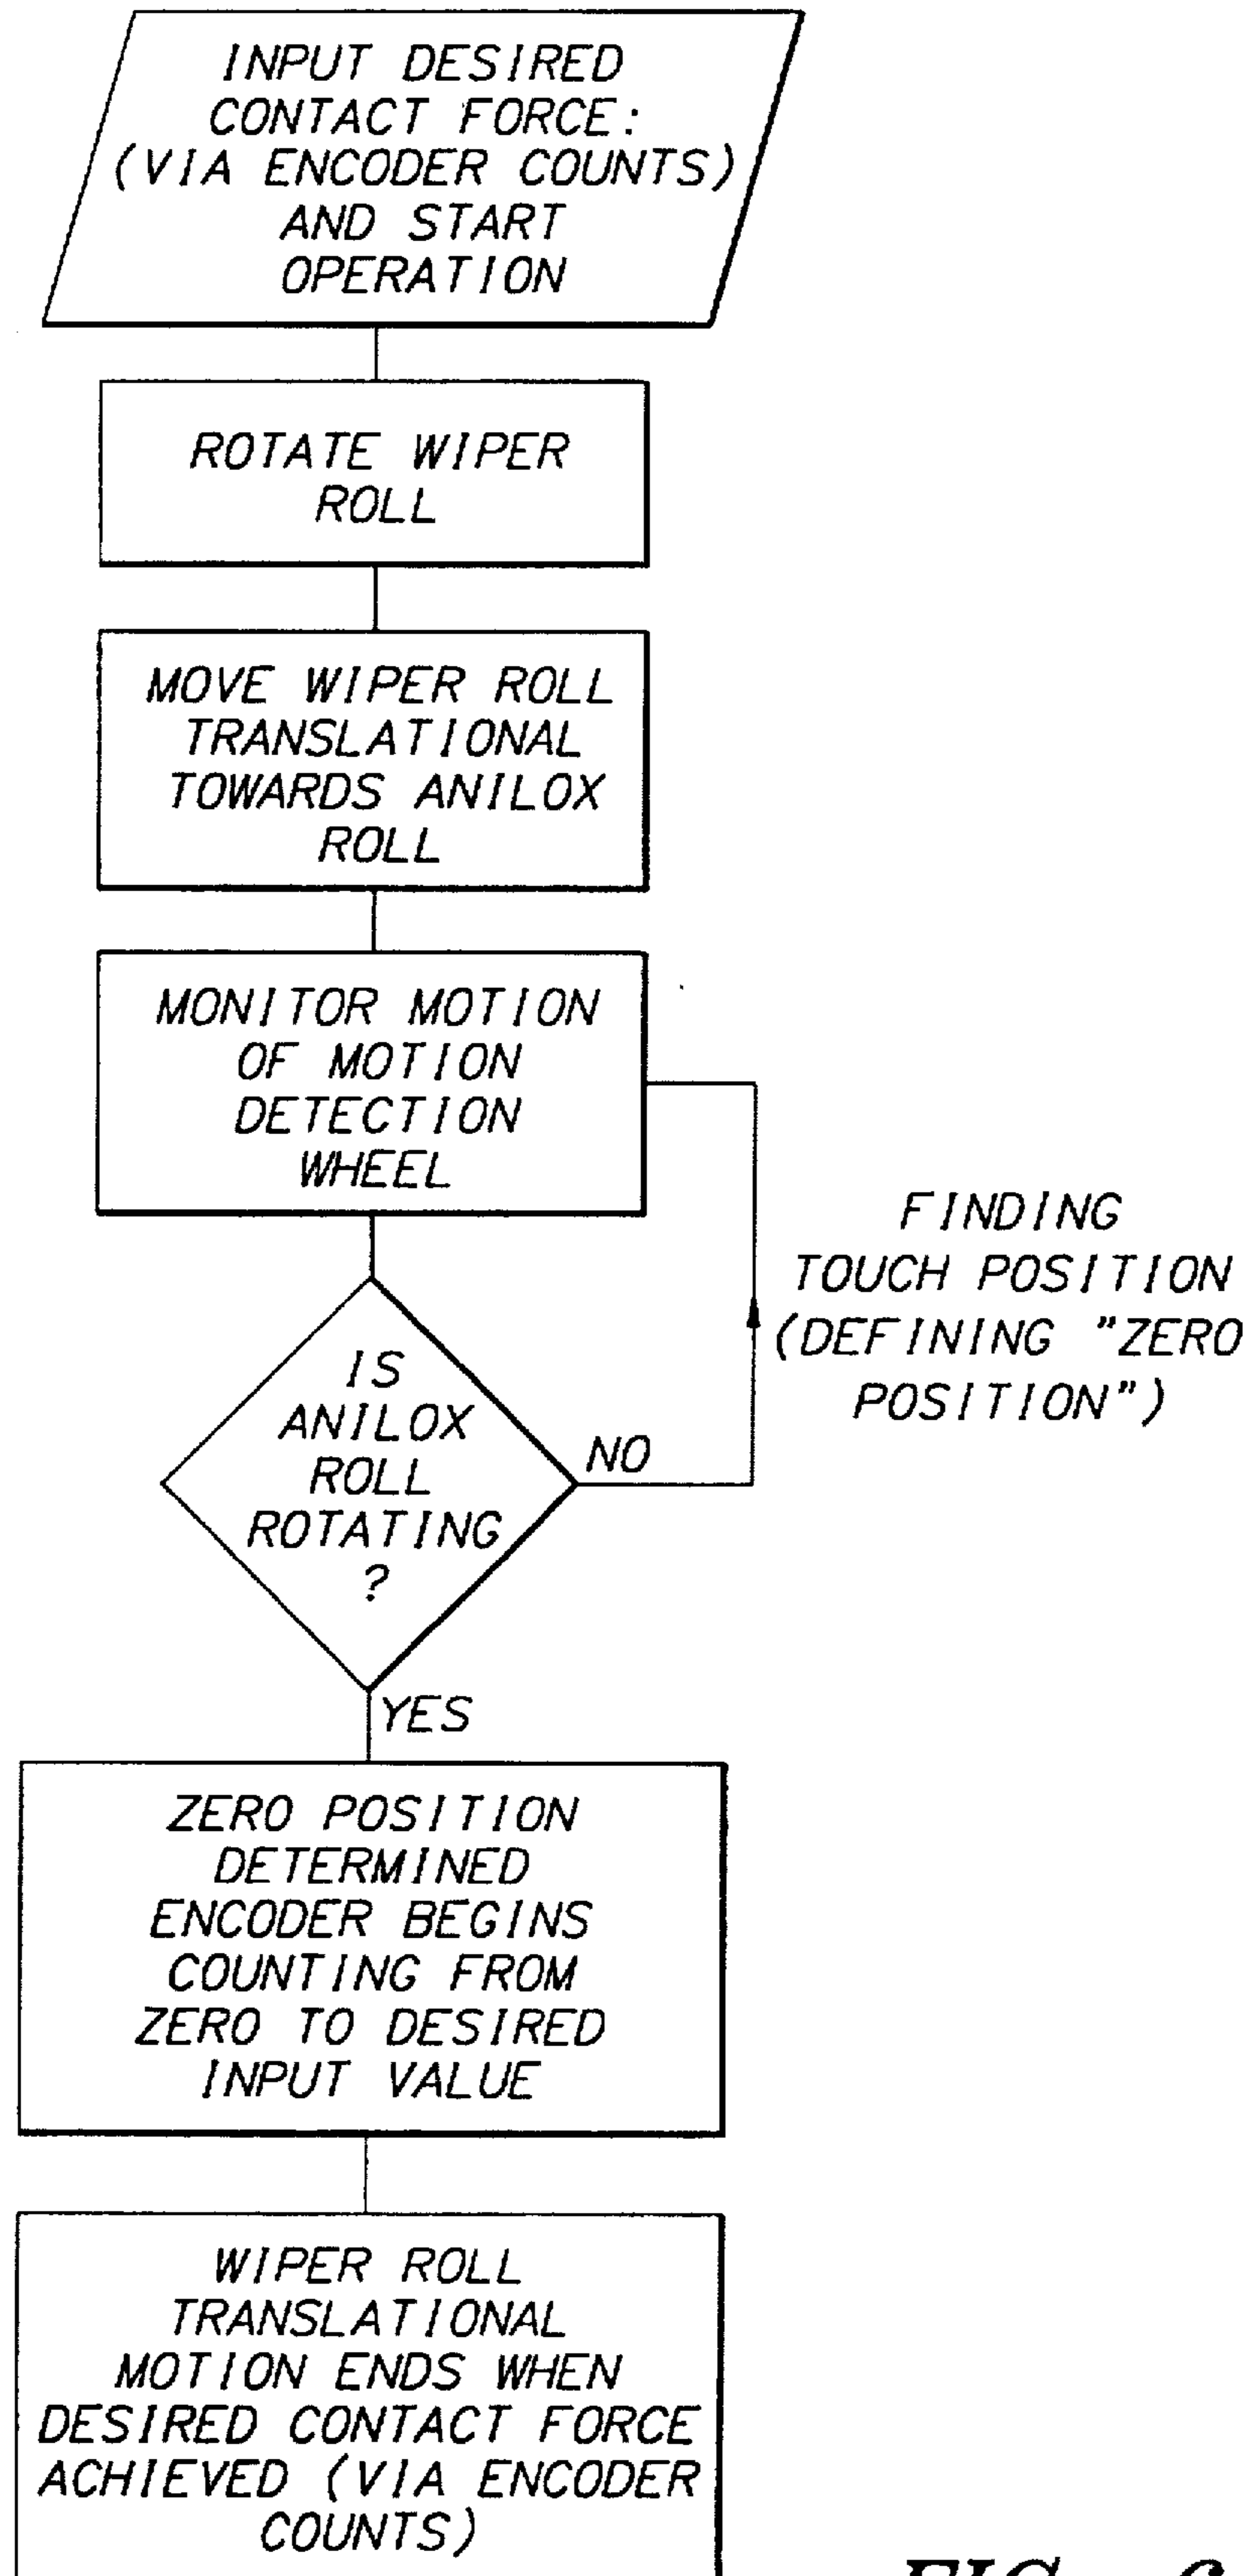 INPUT DESIRED
CONTACT FORCE:
(VIA ENCODER COUNTS)
AND START
OPERATION
ROTATE WIPER
ROLL
MOVE WIPER ROLL
TRANSLATIONAL
TOWARDS ANILOX
ROLL
MONITOR MOTION
OF MOTION
DETECTION
WHEEL
FINDING
TOUCH POSITION
(DEFINING "ZERO
POSITION")
IS
ANILOX
ROLL
ROTATING
?
NO
YES
ZERO POSITION
DETERMINED
ENCODER BEGINS
COUNTING FROM
ZERO TO DESIRED
INPUT VALUE
WIPER ROLL
TRANSLATIONAL
MOTION ENDS WHEN
DESIRED CONTACT FORCE
ACHIEVED (VIA ENCODER
COUNTS)